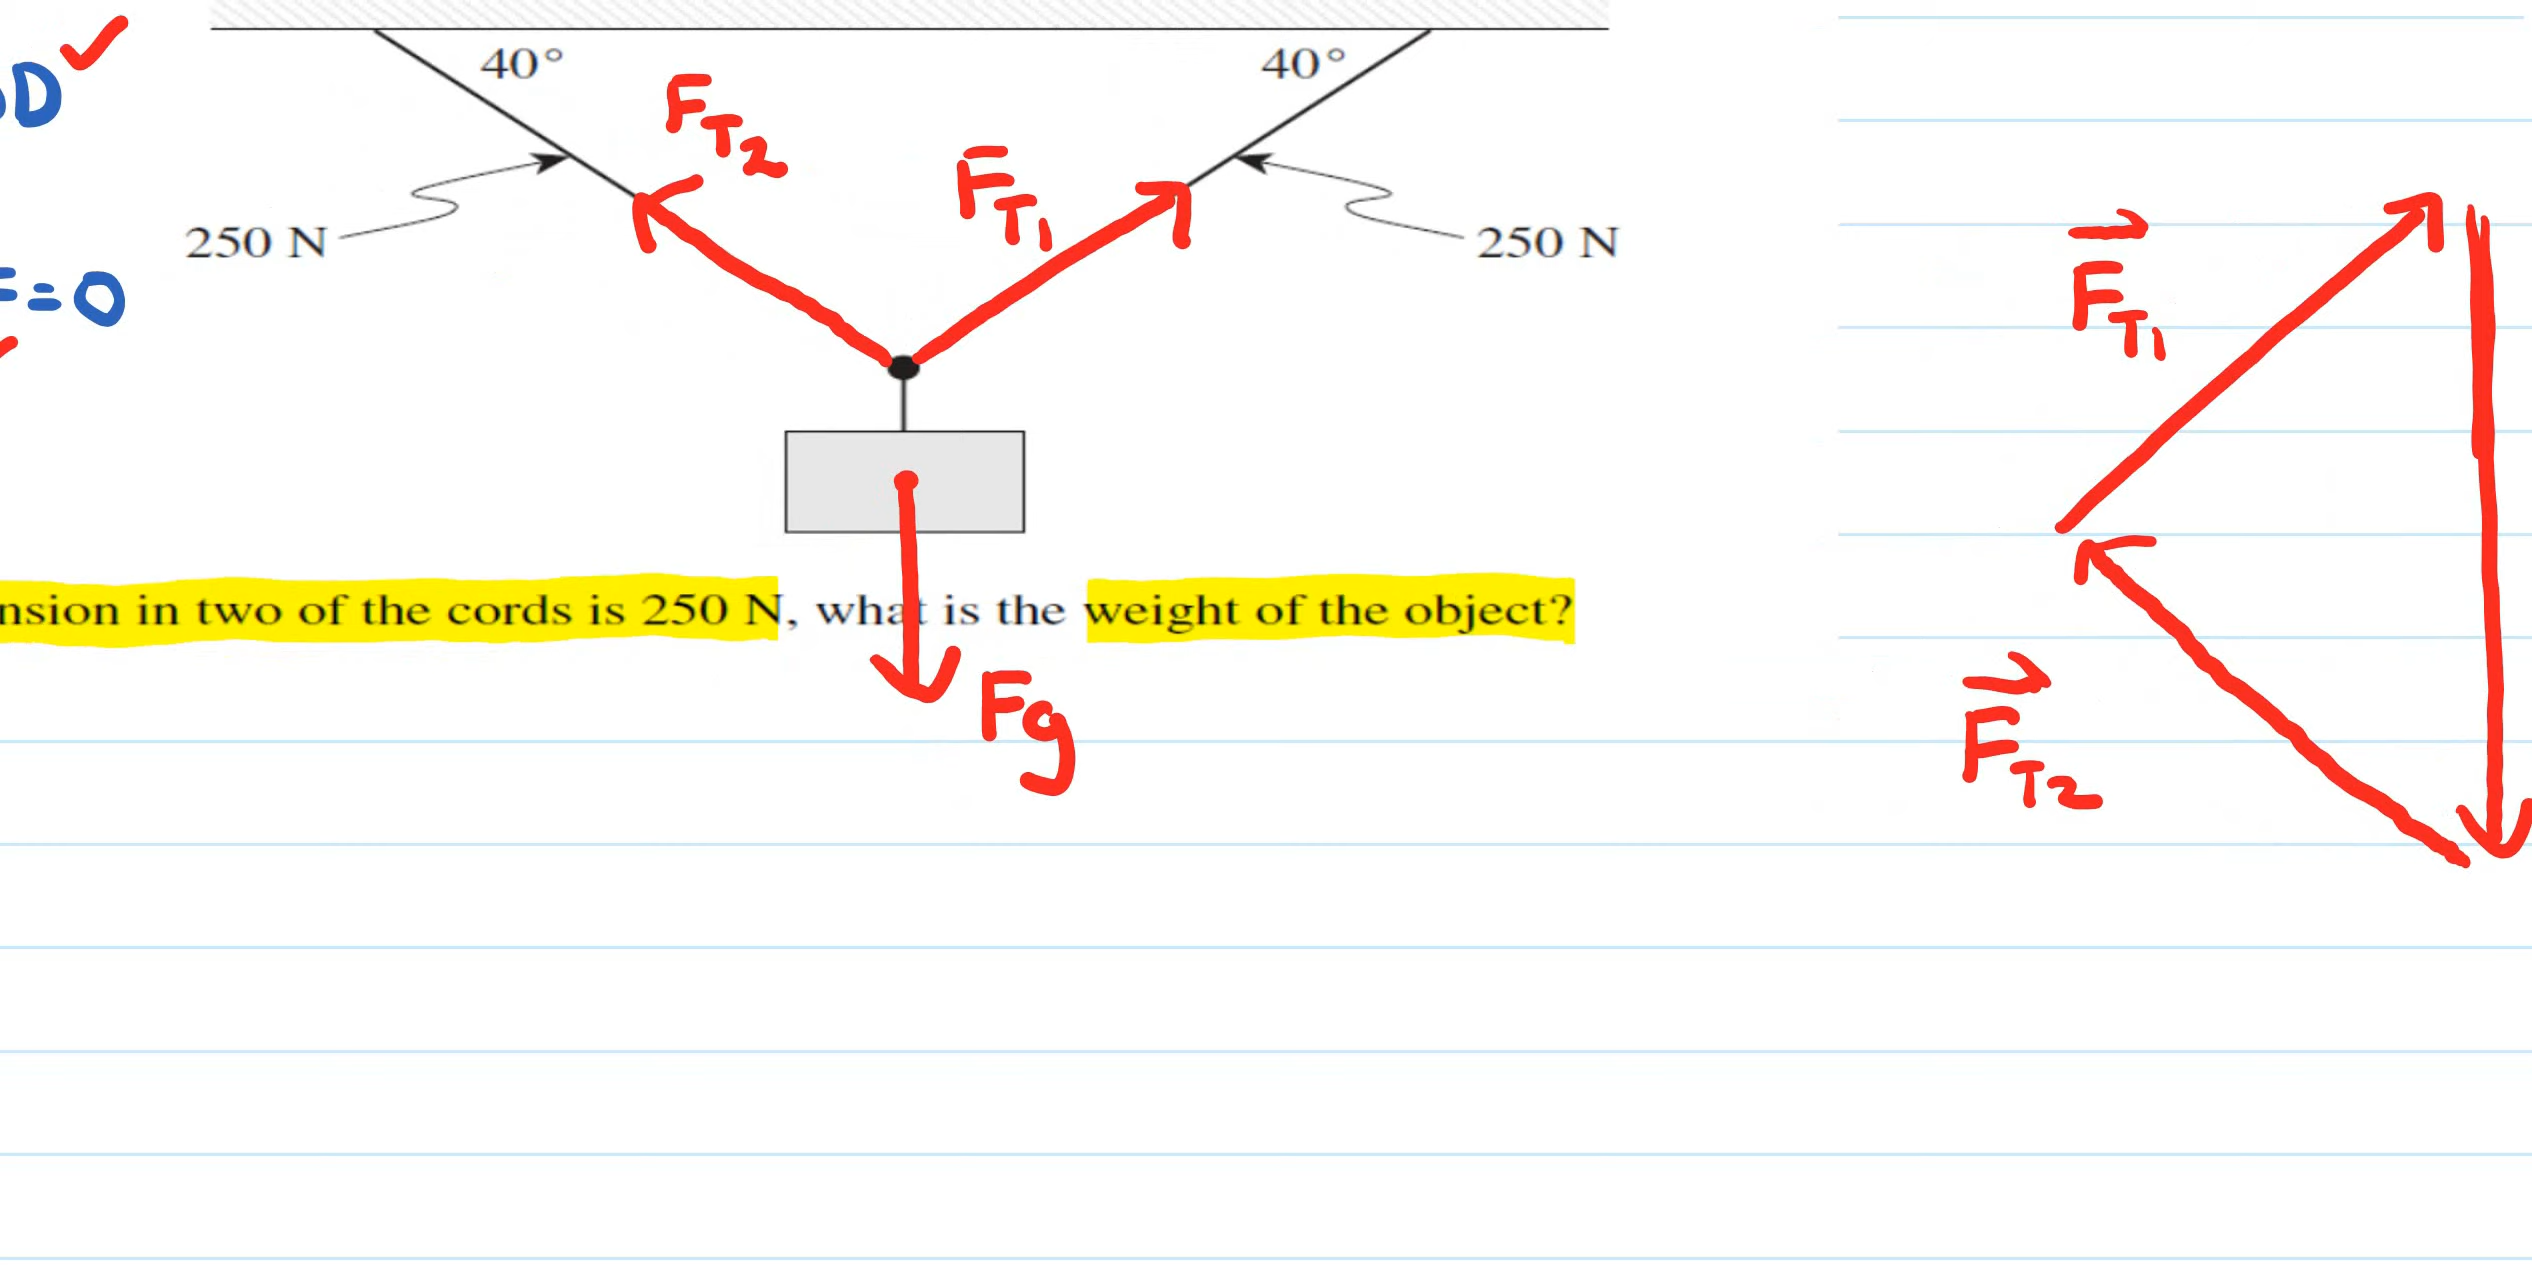 D
40°
40°
F_T2
F_T1
250 N
250 N
F_T1
=0
nsion in two of the cords is 250 N, what is the weight of the object?
Fg
F_T2